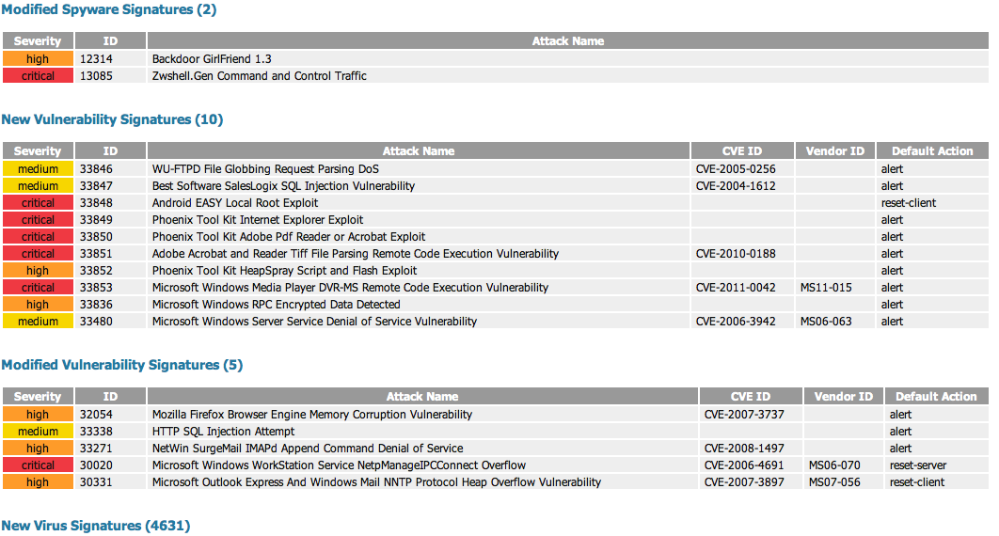 Modified Spyware Signatures (2)
Severity ID Attack Name
high 12314 Backdoor GirlFriend 1.3
critical 13085 Zwshell.Gen Command and Control Traffic
New Vulnerability Signatures (10)
Severity ID Attack Name CVE ID Vendor ID Default Action
medium 33846 WU-FTPD File Globbing Request Parsing DoS CVE-2005-0256 alert
medium 33847 Best Software SalesLogix SQL Injection Vulnerability CVE-2004-1612 alert
critical 33848 Android EASY Local Root Exploit reset-client
critical 33849 Phoenix Tool Kit Internet Explorer Exploit alert
critical 33850 Phoenix Tool Kit Adobe Pdf Reader or Acrobat Exploit alert
critical 33851 Adobe Acrobat and Reader Tiff File Parsing Remote Code Execution Vulnerability CVE-2010-0188 alert
high 33852 Phoenix Tool Kit HeapSpray Script and Flash Exploit alert
critical 33853 Microsoft Windows Media Player DVR-MS Remote Code Execution Vulnerability CVE-2011-0042 MS11-015 alert
high 33836 Microsoft Windows RPC Encrypted Data Detected alert
medium 33480 Microsoft Windows Server Service Denial of Service Vulnerability CVE-2006-3942 MS06-063 alert
Modified Vulnerability Signatures (5)
Severity ID Attack Name CVE ID Vendor ID Default Action
high 32054 Mozilla Firefox Browser Engine Memory Corruption Vulnerability CVE-2007-3737 alert
medium 33338 HTTP SQL Injection Attempt alert
high 33271 NetWin SurgeMail IMAPd Append Command Denial of Service CVE-2008-1497 alert
critical 30020 Microsoft Windows WorkStation Service NetpManageIPCConnect Overflow CVE-2006-4691 MS06-070 reset-server
high 30331 Microsoft Outlook Express And Windows Mail NNTP Protocol Heap Overflow Vulnerability CVE-2007-3897 MS07-056 reset-client
New Virus Signatures (4631)